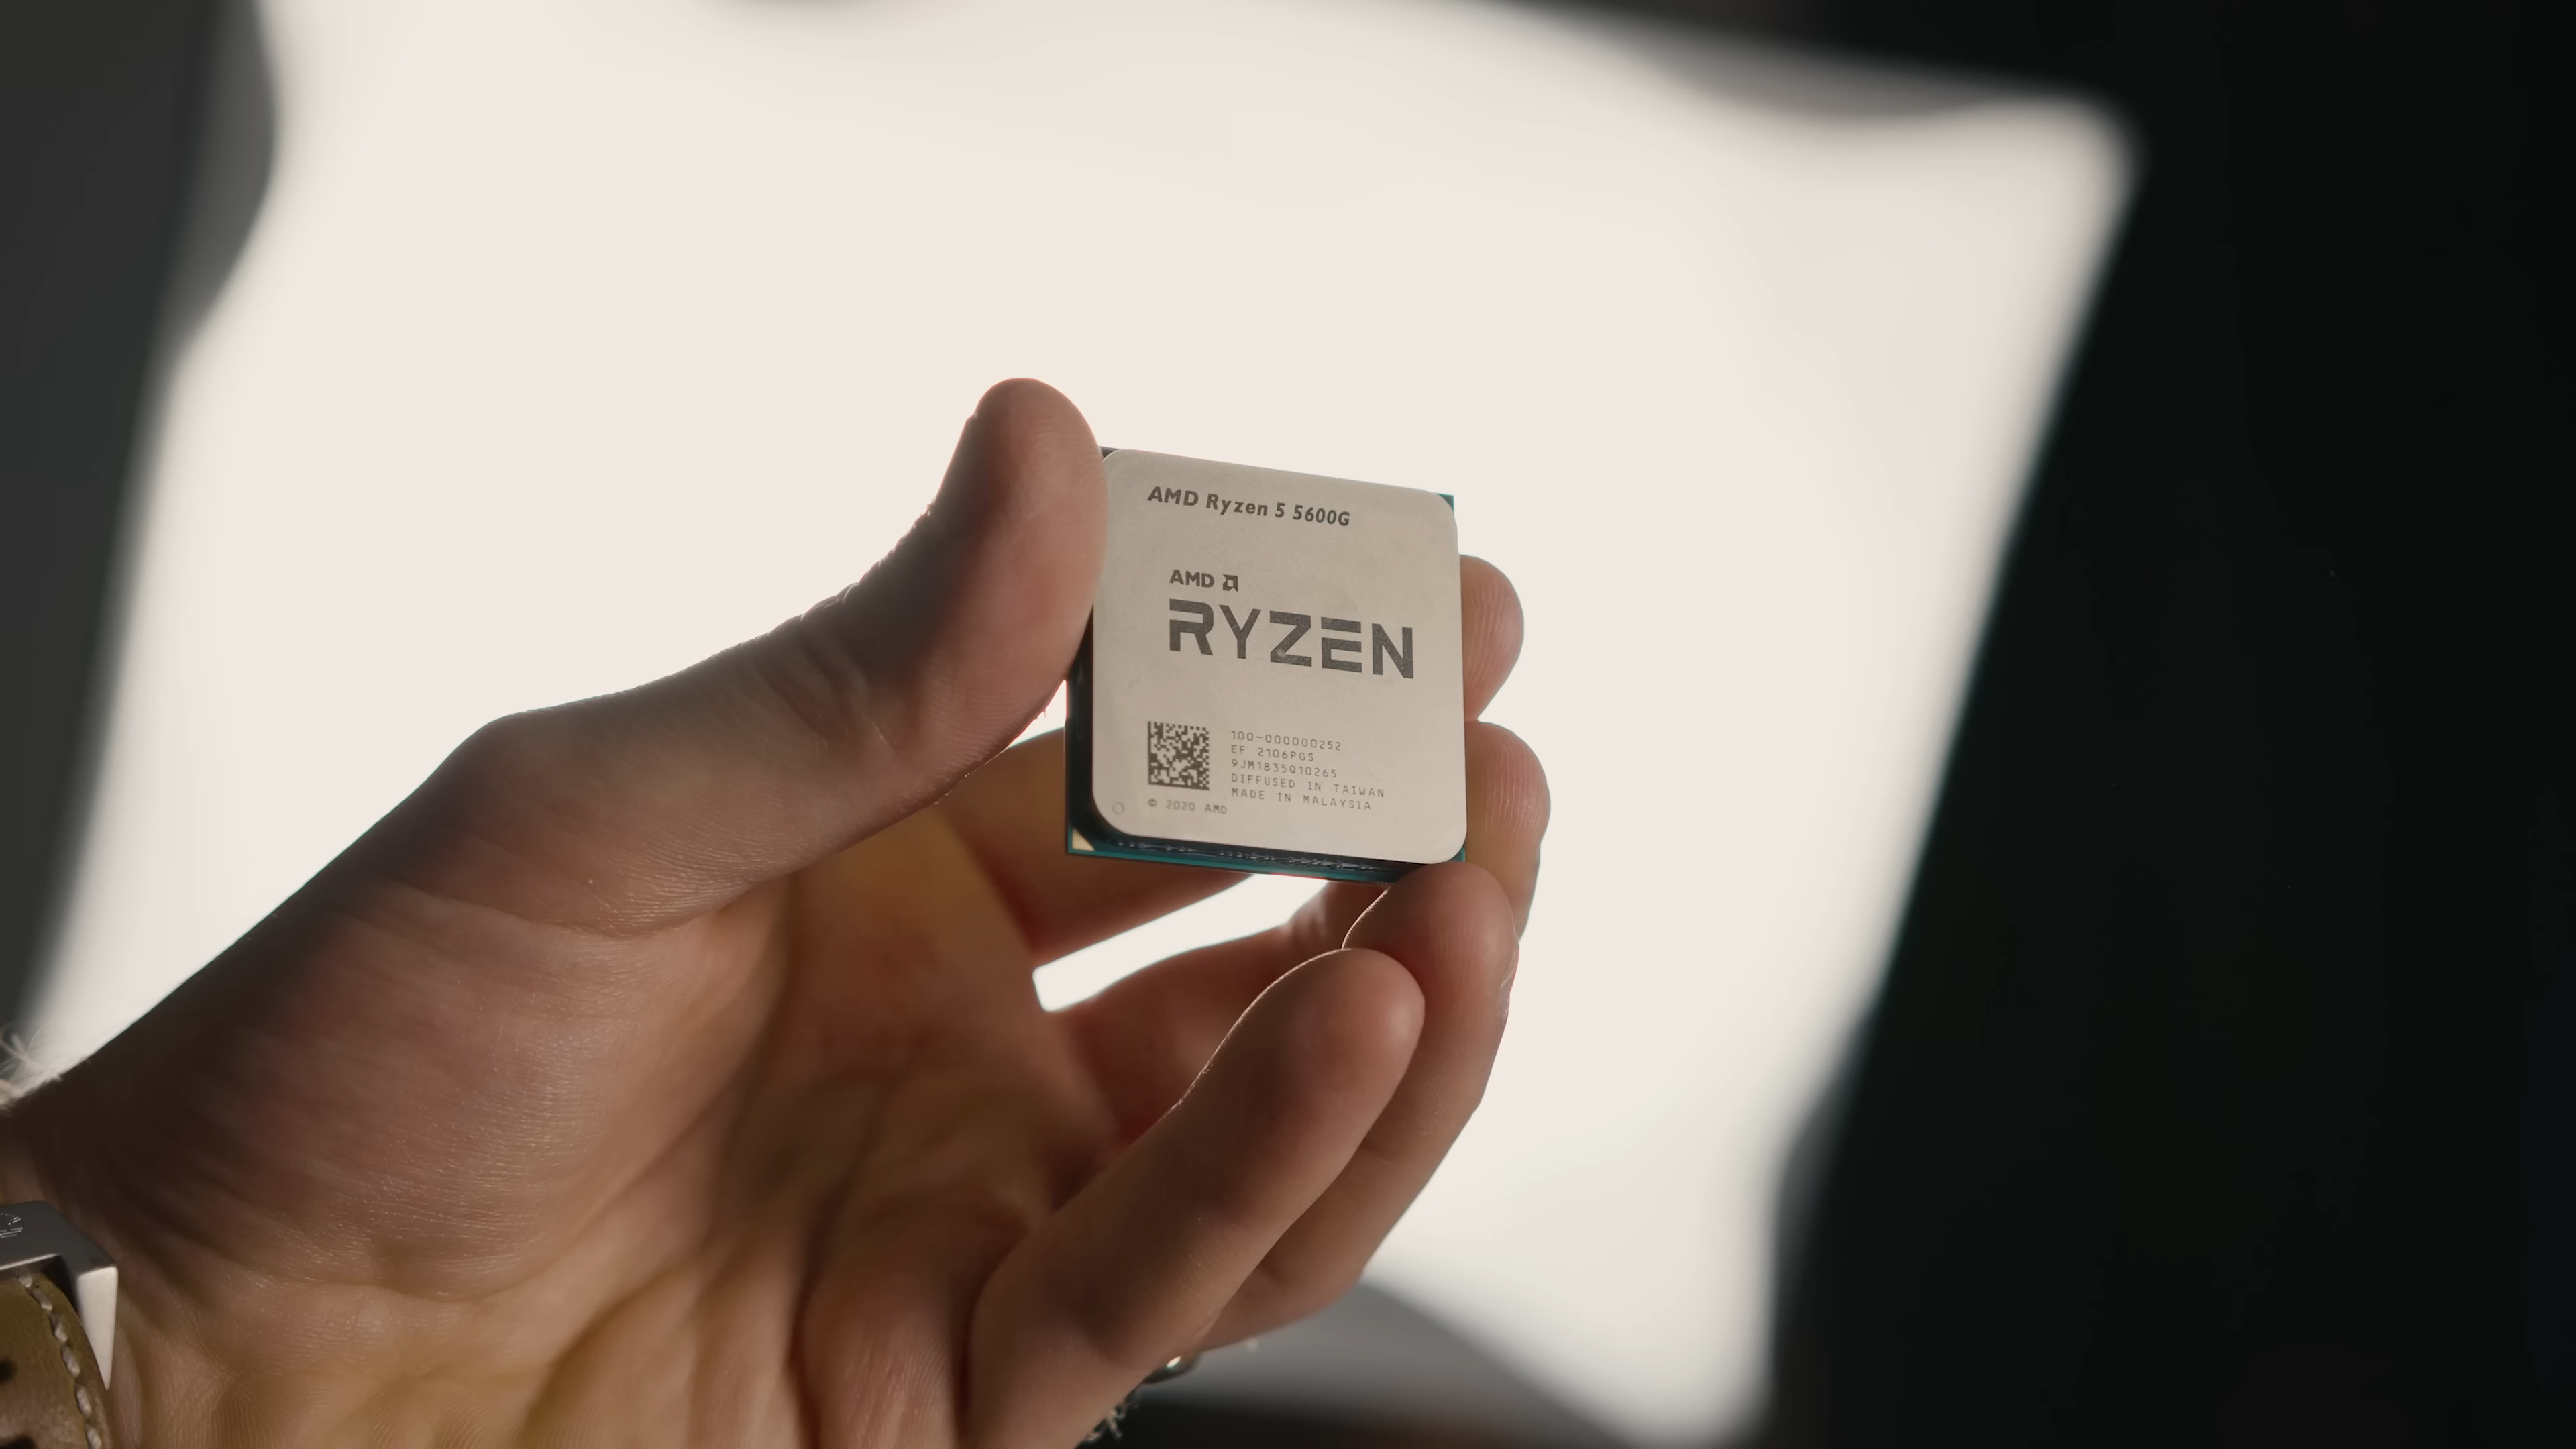 AMD Ryzen 5 5600G
AMD
RYZEN
100-000000252
EF 2106PGS
9JM1835Q10265
DIFFUSED IN TAIWAN
MADE IN MALAYSIA
© 2020 AMD